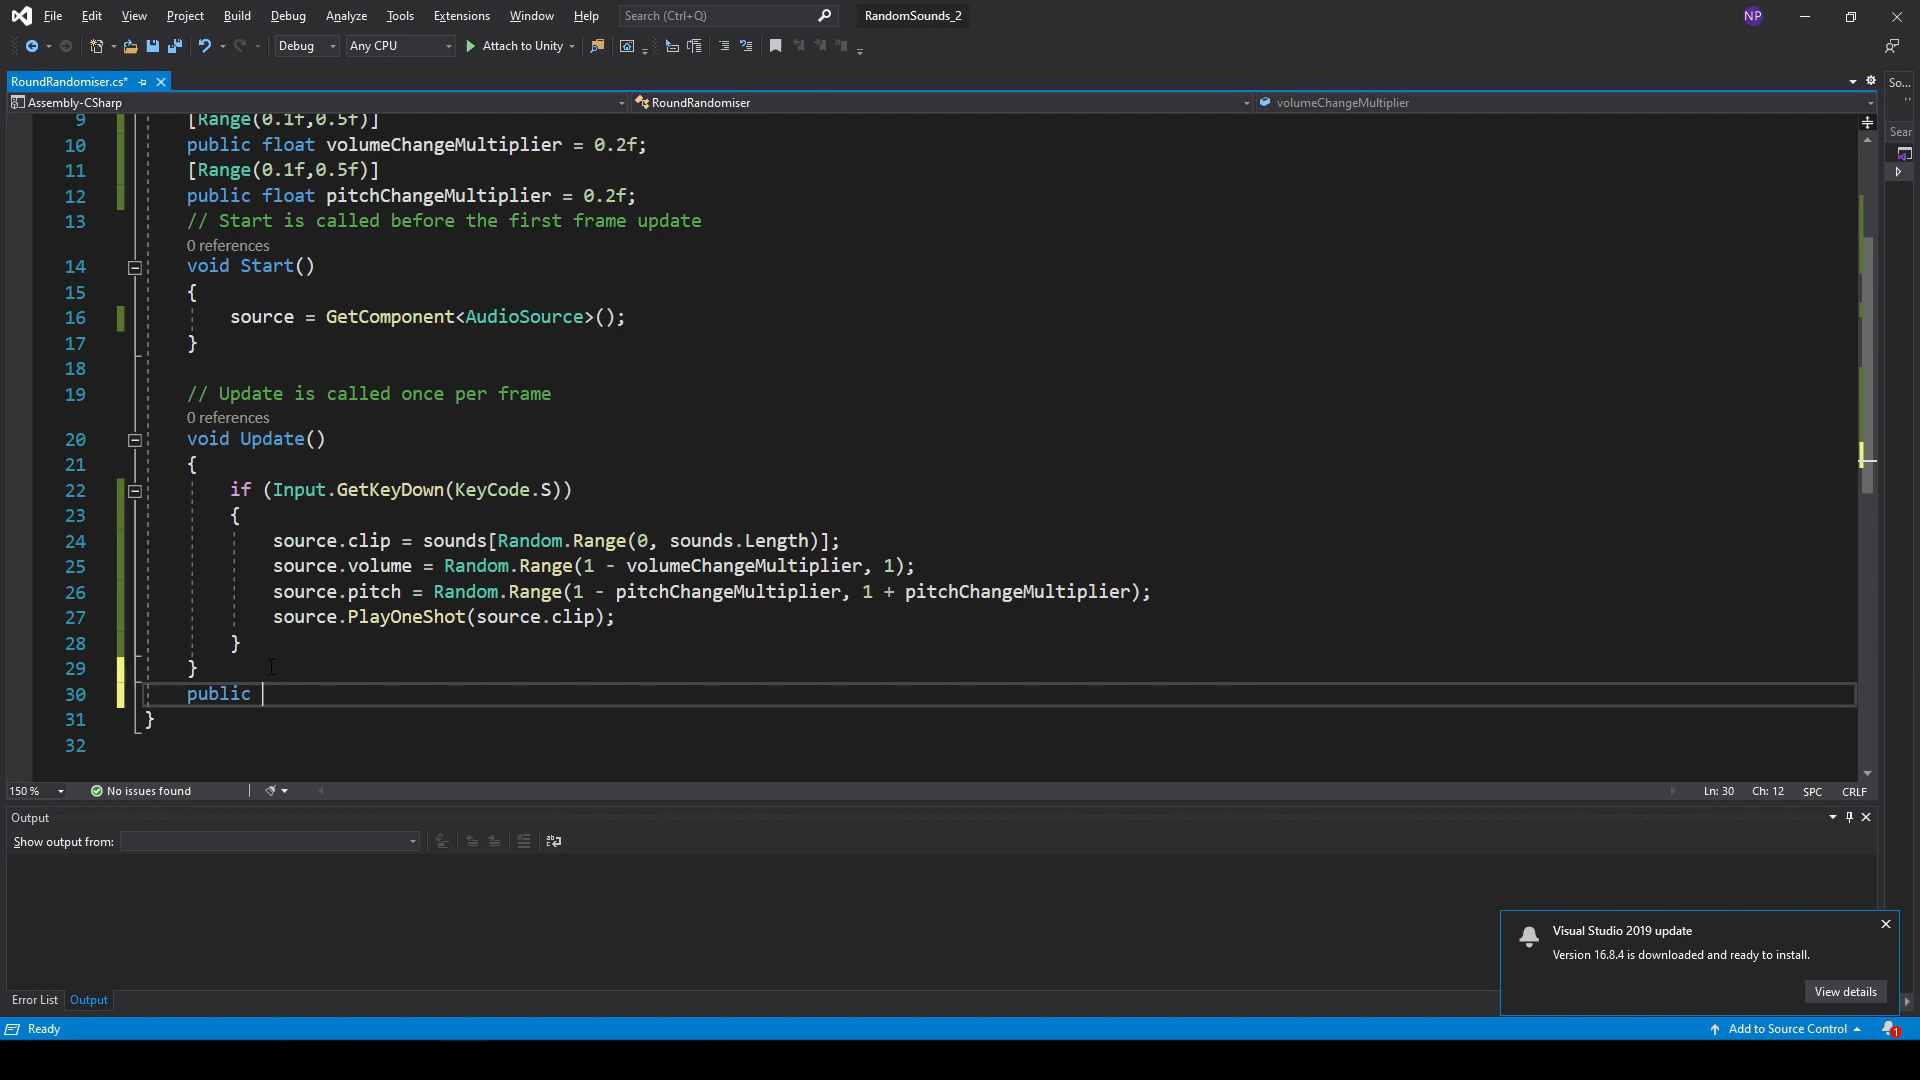 File Edit View Project Build Debug Analyze Tools Extensions Window Help Search (Ctrl+Q) RandomSounds_2 NP
Debug Any CPU Attach to Unity
RoundRandomiser.cs* So...
Assembly-CSharp RoundRandomiser volumeChangeMultiplier
9 [Range(0.1f,0.5f)]
Sear
10 public float volumeChangeMultiplier = 0.2f;
11 [Range(0.1f,0.5f)]
12 public float pitchChangeMultiplier = 0.2f;
13 // Start is called before the first frame update
0 references
14 void Start()
15 {
16 source = GetComponent<AudioSource>();
17 }
18
19 // Update is called once per frame
0 references
20 void Update()
21 {
22 if (Input.GetKeyDown(KeyCode.S))
23 {
24 source.clip = sounds[Random.Range(0, sounds.Length)];
25 source.volume = Random.Range(1 - volumeChangeMultiplier, 1);
26 source.pitch = Random.Range(1 - pitchChangeMultiplier, 1 + pitchChangeMultiplier);
27 source.PlayOneShot(source.clip);
28 }
29 }
30 public
31 }
32
150 % No issues found Ln: 30 Ch: 12 SPC CRLF
Output
Show output from:
Visual Studio 2019 update
Version 16.8.4 is downloaded and ready to install.
View details
Error List Output
Ready Add to Source Control 1